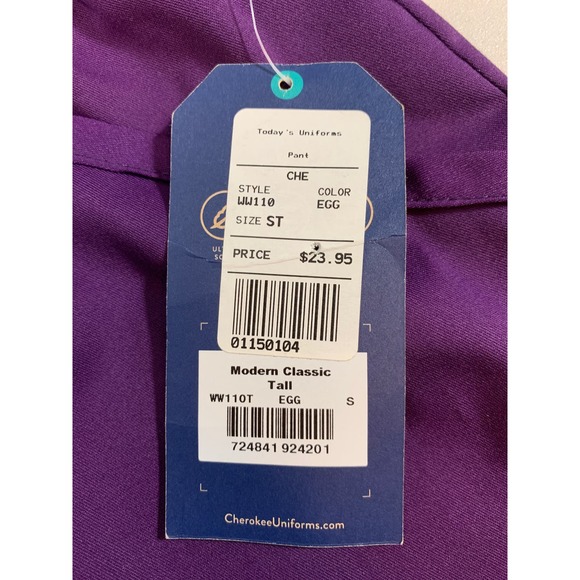 Today's Uniforms
Pant
CHE
STYLE COLOR
WW110 EGG
SIZE ST
PRICE $23.95
01150104
Modern Classic
Tall
WW110T EGG S
724841 924201
CherokeeUniforms.com